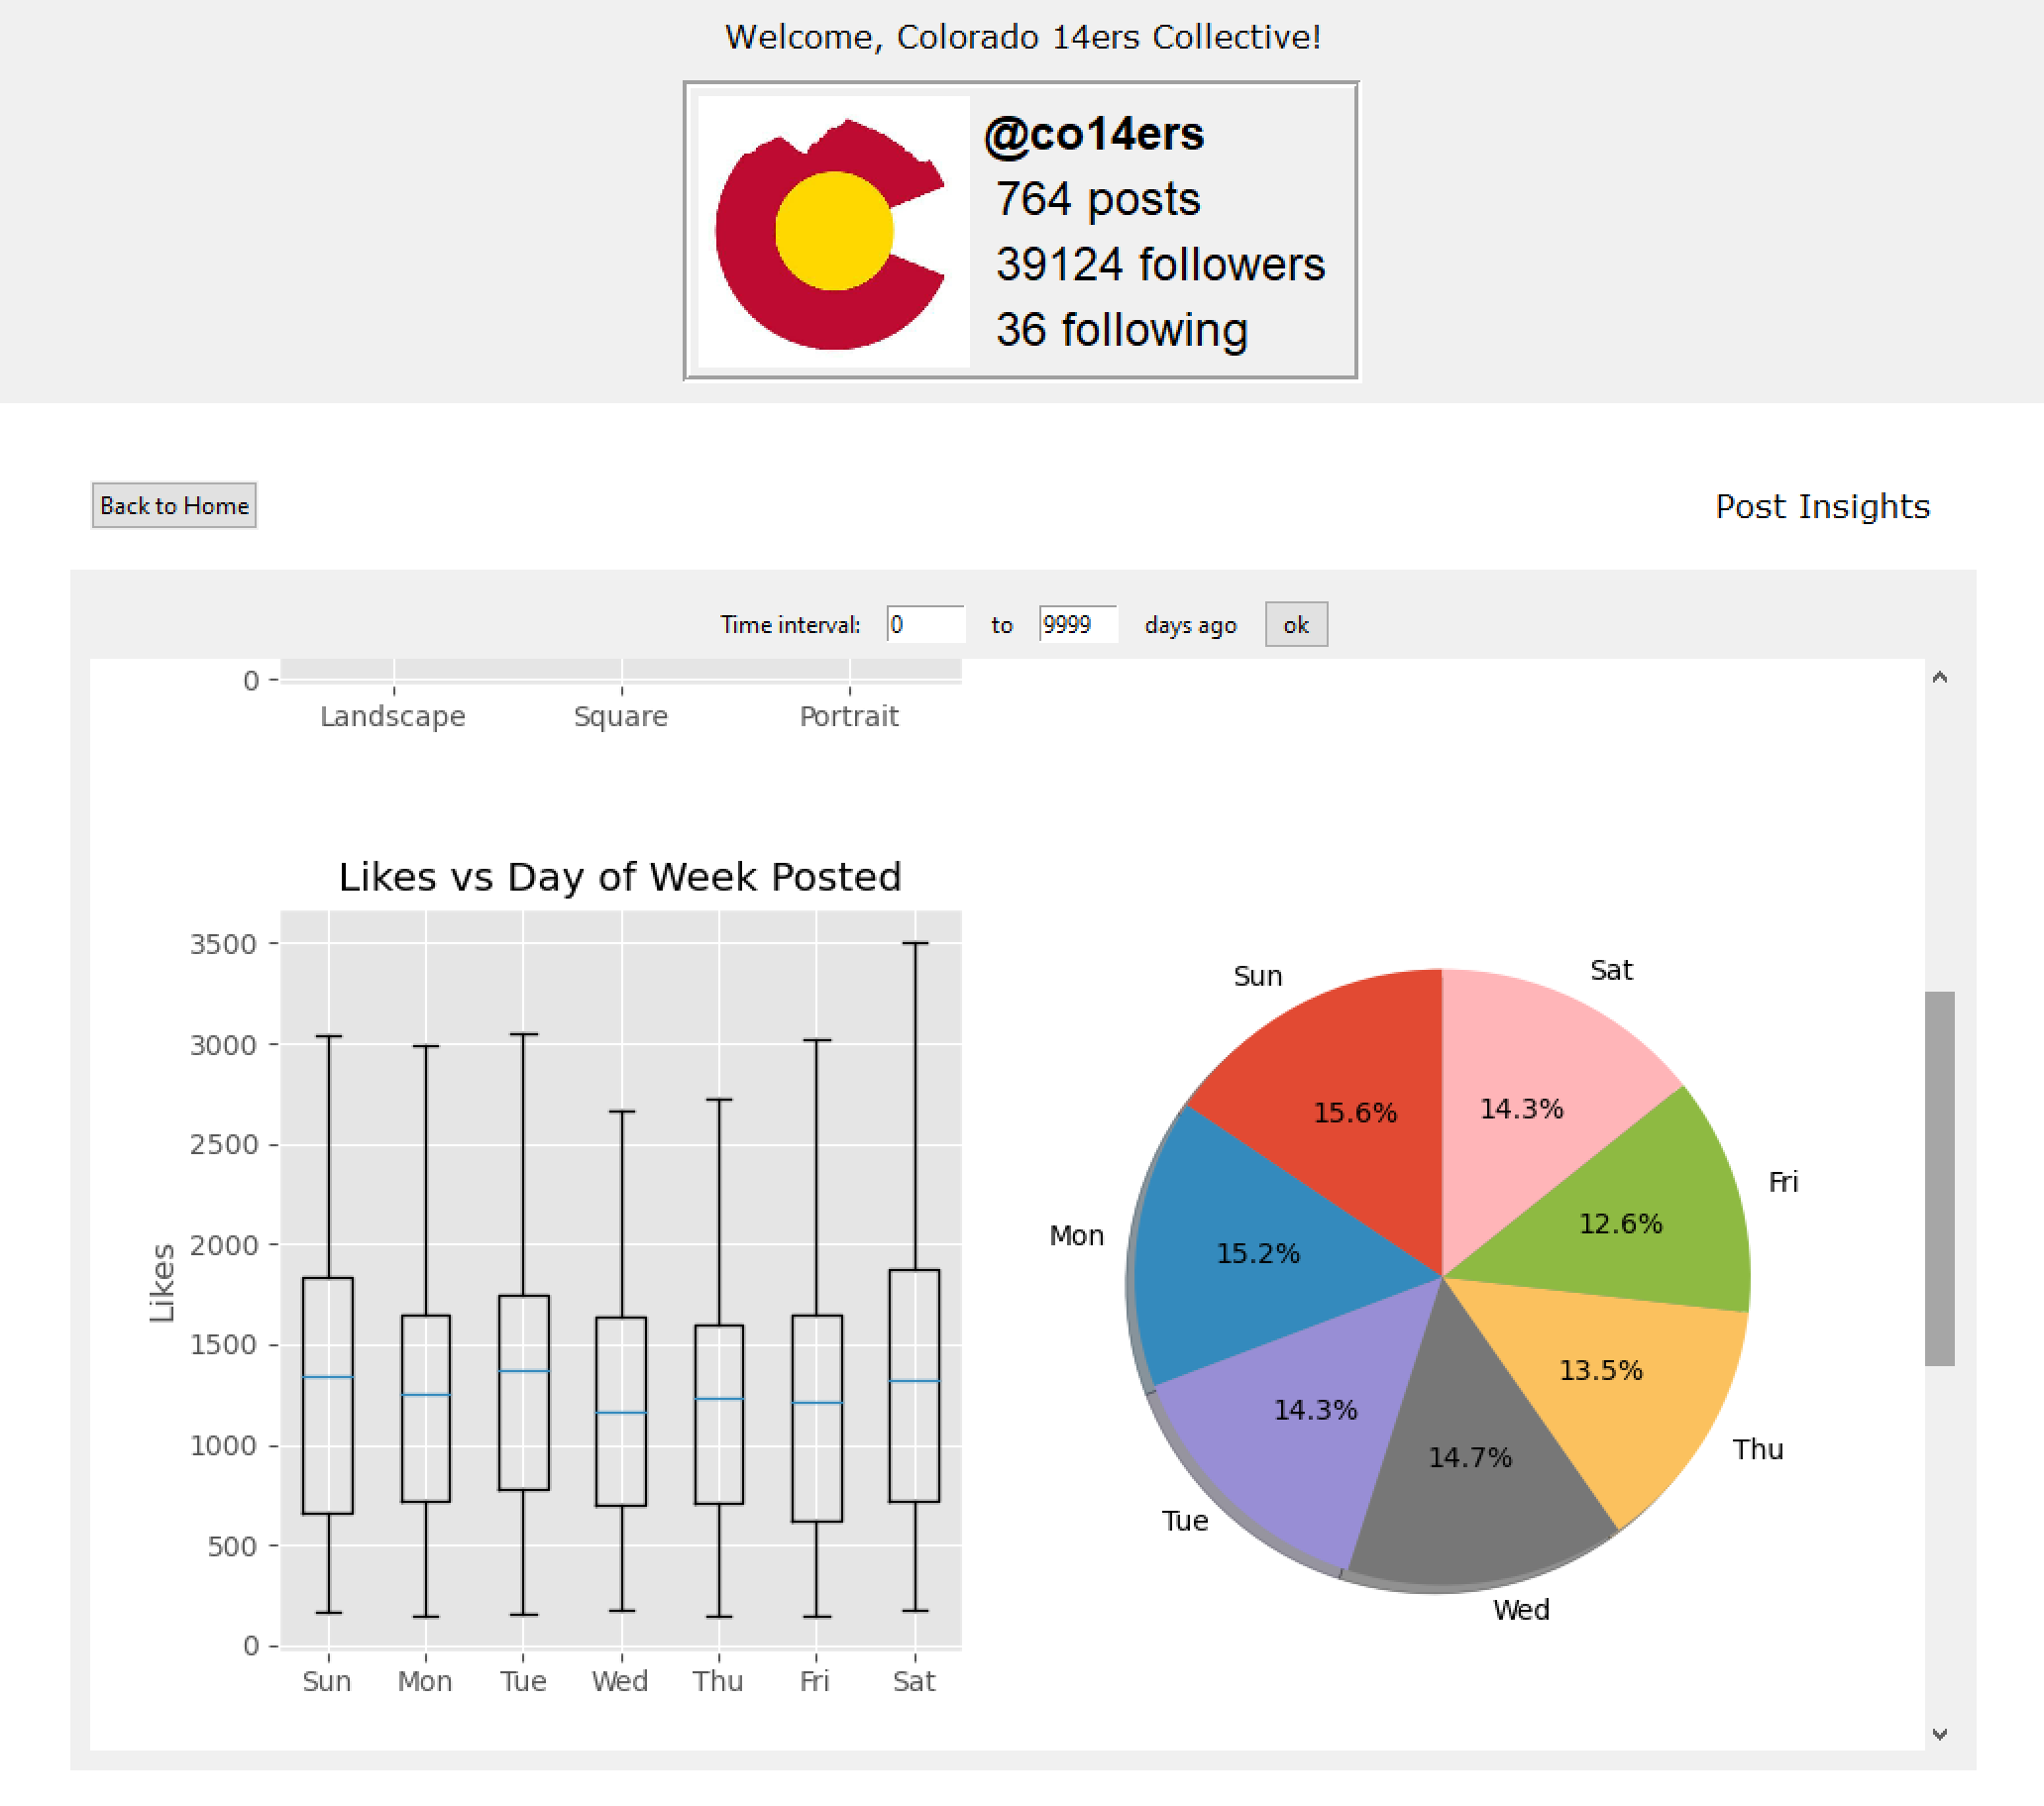 Welcome, Colorado 14ers Collective!
@co14ers
764 posts
39124 followers
36 following
Back to Home
Post Insights
Time interval: 0 to 9999 days ago ok
0
Landscape Square Portrait
Likes vs Day of Week Posted
3500
3000
2500
2000
1500
1000
500
0
Likes
Sun Mon Tue Wed Thu Fri Sat
Sun
Sat
15.6%
14.3%
Fri
12.6%
Mon
15.2%
13.5%
14.3%
Thu
14.7%
Tue
Wed